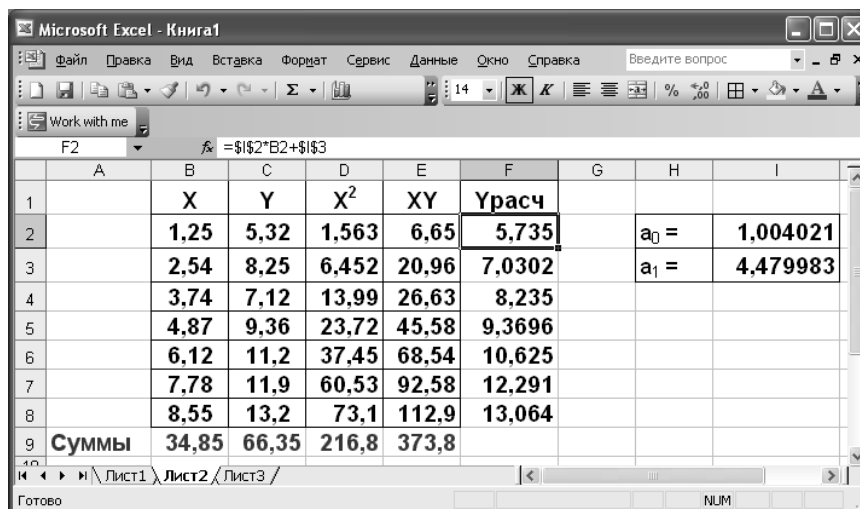 Microsoft Excel - Книга1
Файл Правка Вид Вставка Формат Сервис Данные Окно Справка Введите вопрос
Σ 14 Ж К % A
Work with me
F2 fx =$I$2*B2+$I$3
A B C D E F G H I
1 X Y X² XY Yрасч
2 1,25 5,32 1,563 6,65 5,735 a₀ = 1,004021
3 2,54 8,25 6,452 20,96 7,0302 a₁ = 4,479983
4 3,74 7,12 13,99 26,63 8,235
5 4,87 9,36 23,72 45,58 9,3696
6 6,12 11,2 37,45 68,54 10,625
7 7,78 11,9 60,53 92,58 12,291
8 8,55 13,2 73,1 112,9 13,064
9 Суммы 34,85 66,35 216,8 373,8
Лист1 Лист2 Лист3
Готово NUM